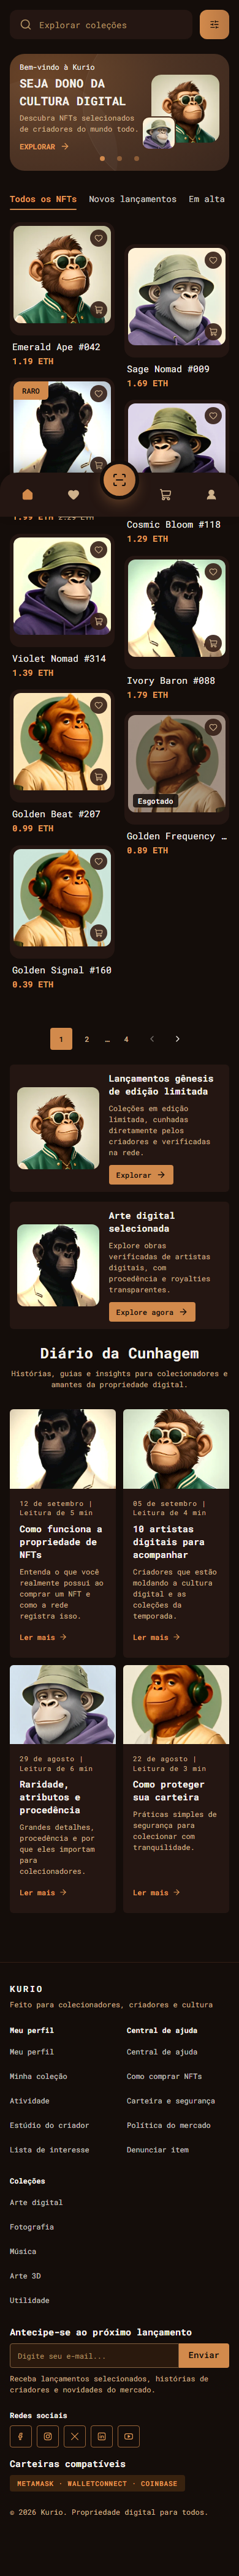 Explorar coleções
Bem-vindo à Kurio
SEJA DONO DA
CULTURA DIGITAL
Descubra NFTs selecionados
de criadores do mundo todo.
EXPLORAR
Todos os NFTs
Novos lançamentos
Em alta
Emerald Ape #042
1.19 ETH
Sage Nomad #009
1.69 ETH
RARO
1.99 ETH 2.29 ETH
Cosmic Bloom #118
1.29 ETH
Violet Nomad #314
1.39 ETH
Ivory Baron #088
1.79 ETH
Golden Beat #207
0.99 ETH
Esgotado
Golden Frequency …
0.89 ETH
Golden Signal #160
0.39 ETH
1 2 … 4
Lançamentos gênesis
de edição limitada
Coleções em edição
limitada, cunhadas
diretamente pelos
criadores e verificadas
na rede.
Explorar
Arte digital
selecionada
Explore obras
verificadas de artistas
digitais, com
procedência e royalties
transparentes.
Explore agora
Diário da Cunhagem
Histórias, guias e insights para colecionadores e
amantes da propriedade digital.
12 de setembro |
Leitura de 5 min
Como funciona a
propriedade de
NFTs
Entenda o que você
realmente possui ao
comprar um NFT e
como a rede
registra isso.
Ler mais
05 de setembro |
Leitura de 4 min
10 artistas
digitais para
acompanhar
Criadores que estão
moldando a cultura
digital e as
coleções da
temporada.
Ler mais
29 de agosto |
Leitura de 6 min
Raridade,
atributos e
procedência
Grandes detalhes,
procedência e por
que eles importam
para
colecionadores.
Ler mais
22 de agosto |
Leitura de 3 min
Como proteger
sua carteira
Práticas simples de
segurança para
colecionar com
tranquilidade.
Ler mais
KURIO
Feito para colecionadores, criadores e cultura
Meu perfil
Meu perfil
Minha coleção
Atividade
Estúdio do criador
Lista de interesse
Central de ajuda
Central de ajuda
Como comprar NFTs
Carteira e segurança
Política do mercado
Denunciar item
Coleções
Arte digital
Fotografia
Música
Arte 3D
Utilidade
Antecipe-se ao próximo lançamento
Digite seu e-mail...
Enviar
Receba lançamentos selecionados, histórias de
criadores e novidades do mercado.
Redes sociais
Carteiras compatíveis
METAMASK · WALLETCONNECT · COINBASE
© 2026 Kurio. Propriedade digital para todos.